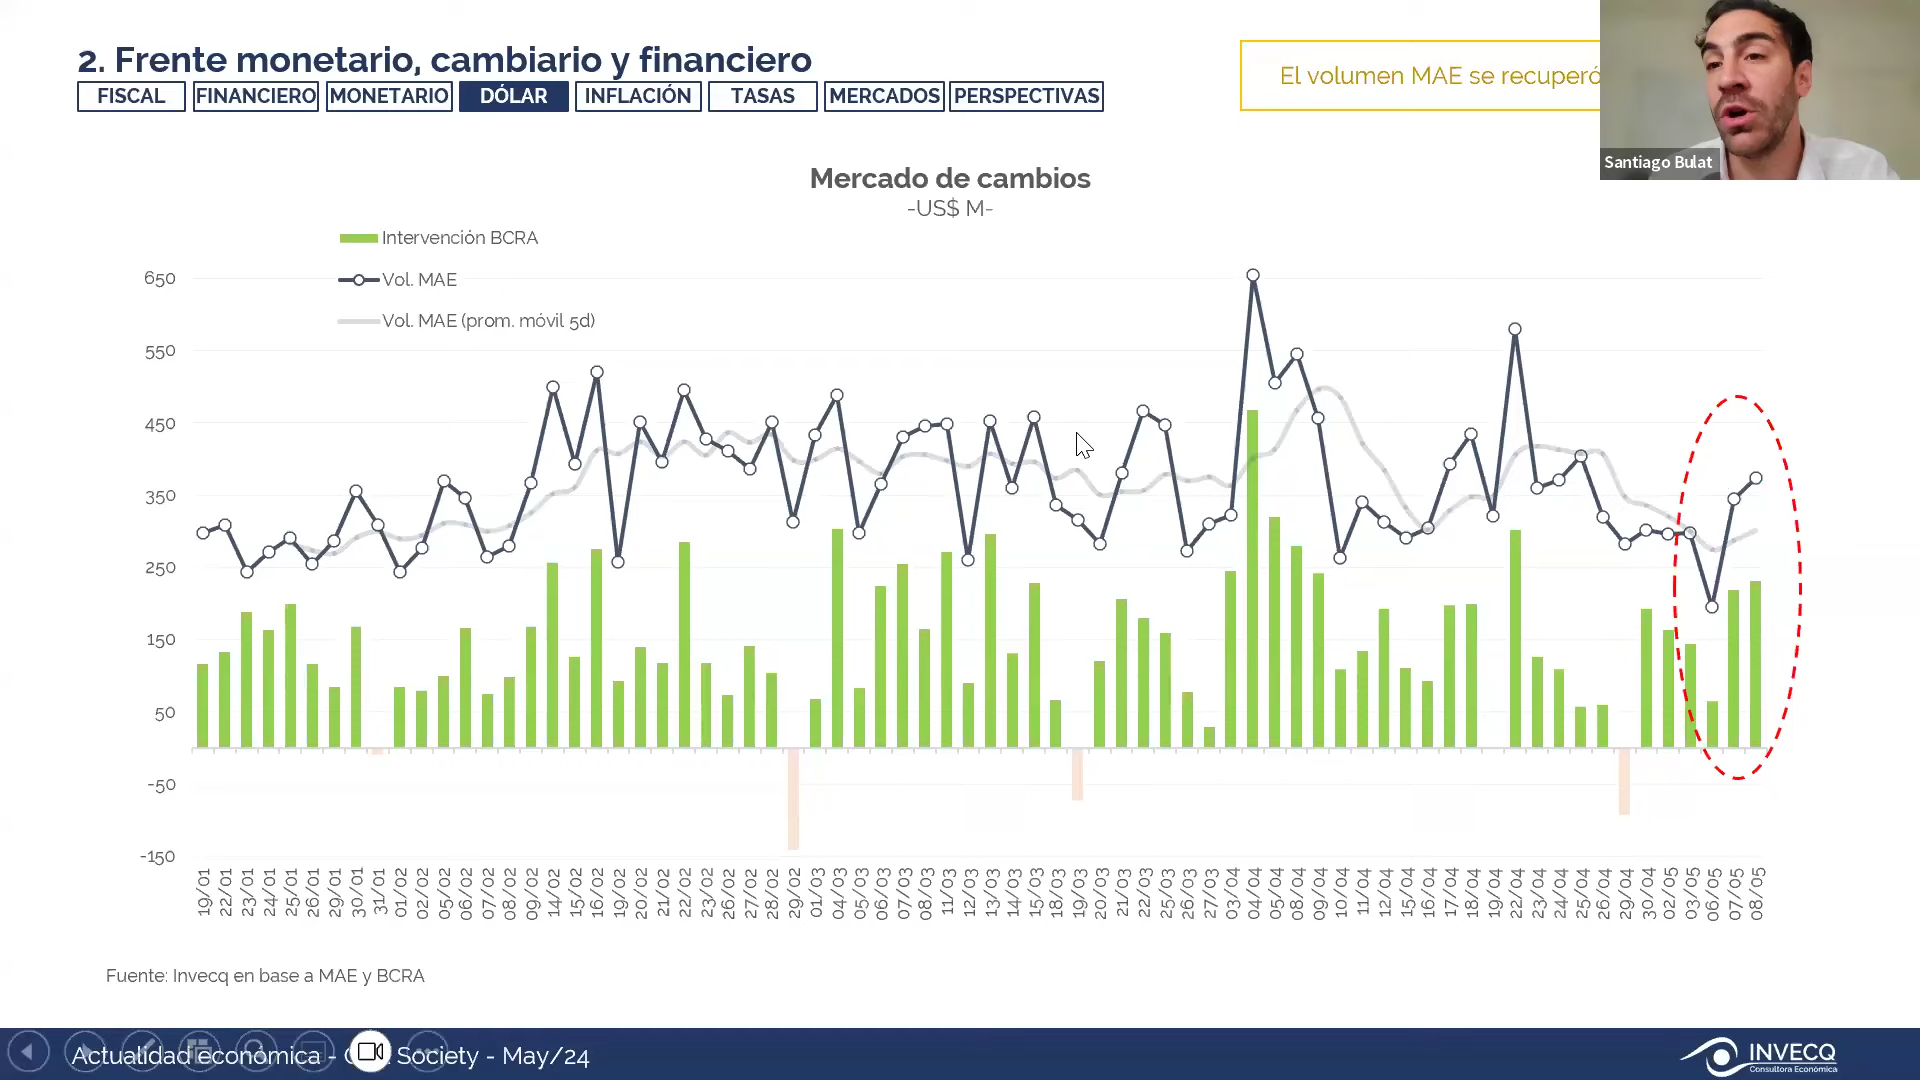 2. Frente monetario, cambiario y financiero
FISCAL FINANCIERO MONETARIO DÓLAR INFLACIÓN TASAS MERCADOS PERSPECTIVAS
El volumen MAE se recuperó
Santiago Bulat
Mercado de cambios
-US$ M-
Intervención BCRA
Vol. MAE
Vol. MAE (prom. móvil 5d)
650
550
450
350
250
150
50
-50
-150
19/01 22/01 23/01 24/01 25/01 26/01 29/01 30/01 31/01 01/02 02/02 05/02 06/02 07/02 08/02 09/02 14/02 15/02 16/02 19/02 20/02 21/02 22/02 23/02 26/02 27/02 28/02 29/02 01/03 04/03 05/03 06/03 07/03 08/03 11/03 12/03 13/03 14/03 15/03 18/03 19/03 20/03 21/03 22/03 25/03 26/03 27/03 03/04 04/04 05/04 08/04 09/04 10/04 11/04 12/04 15/04 16/04 17/04 18/04 19/04 22/04 23/04 24/04 25/04 26/04 29/04 30/04 02/05 03/05 06/05 07/05 08/05
Fuente: Invecq en base a MAE y BCRA
Actualidad económica - Society - May/24
INVECQ
Consultora Económica